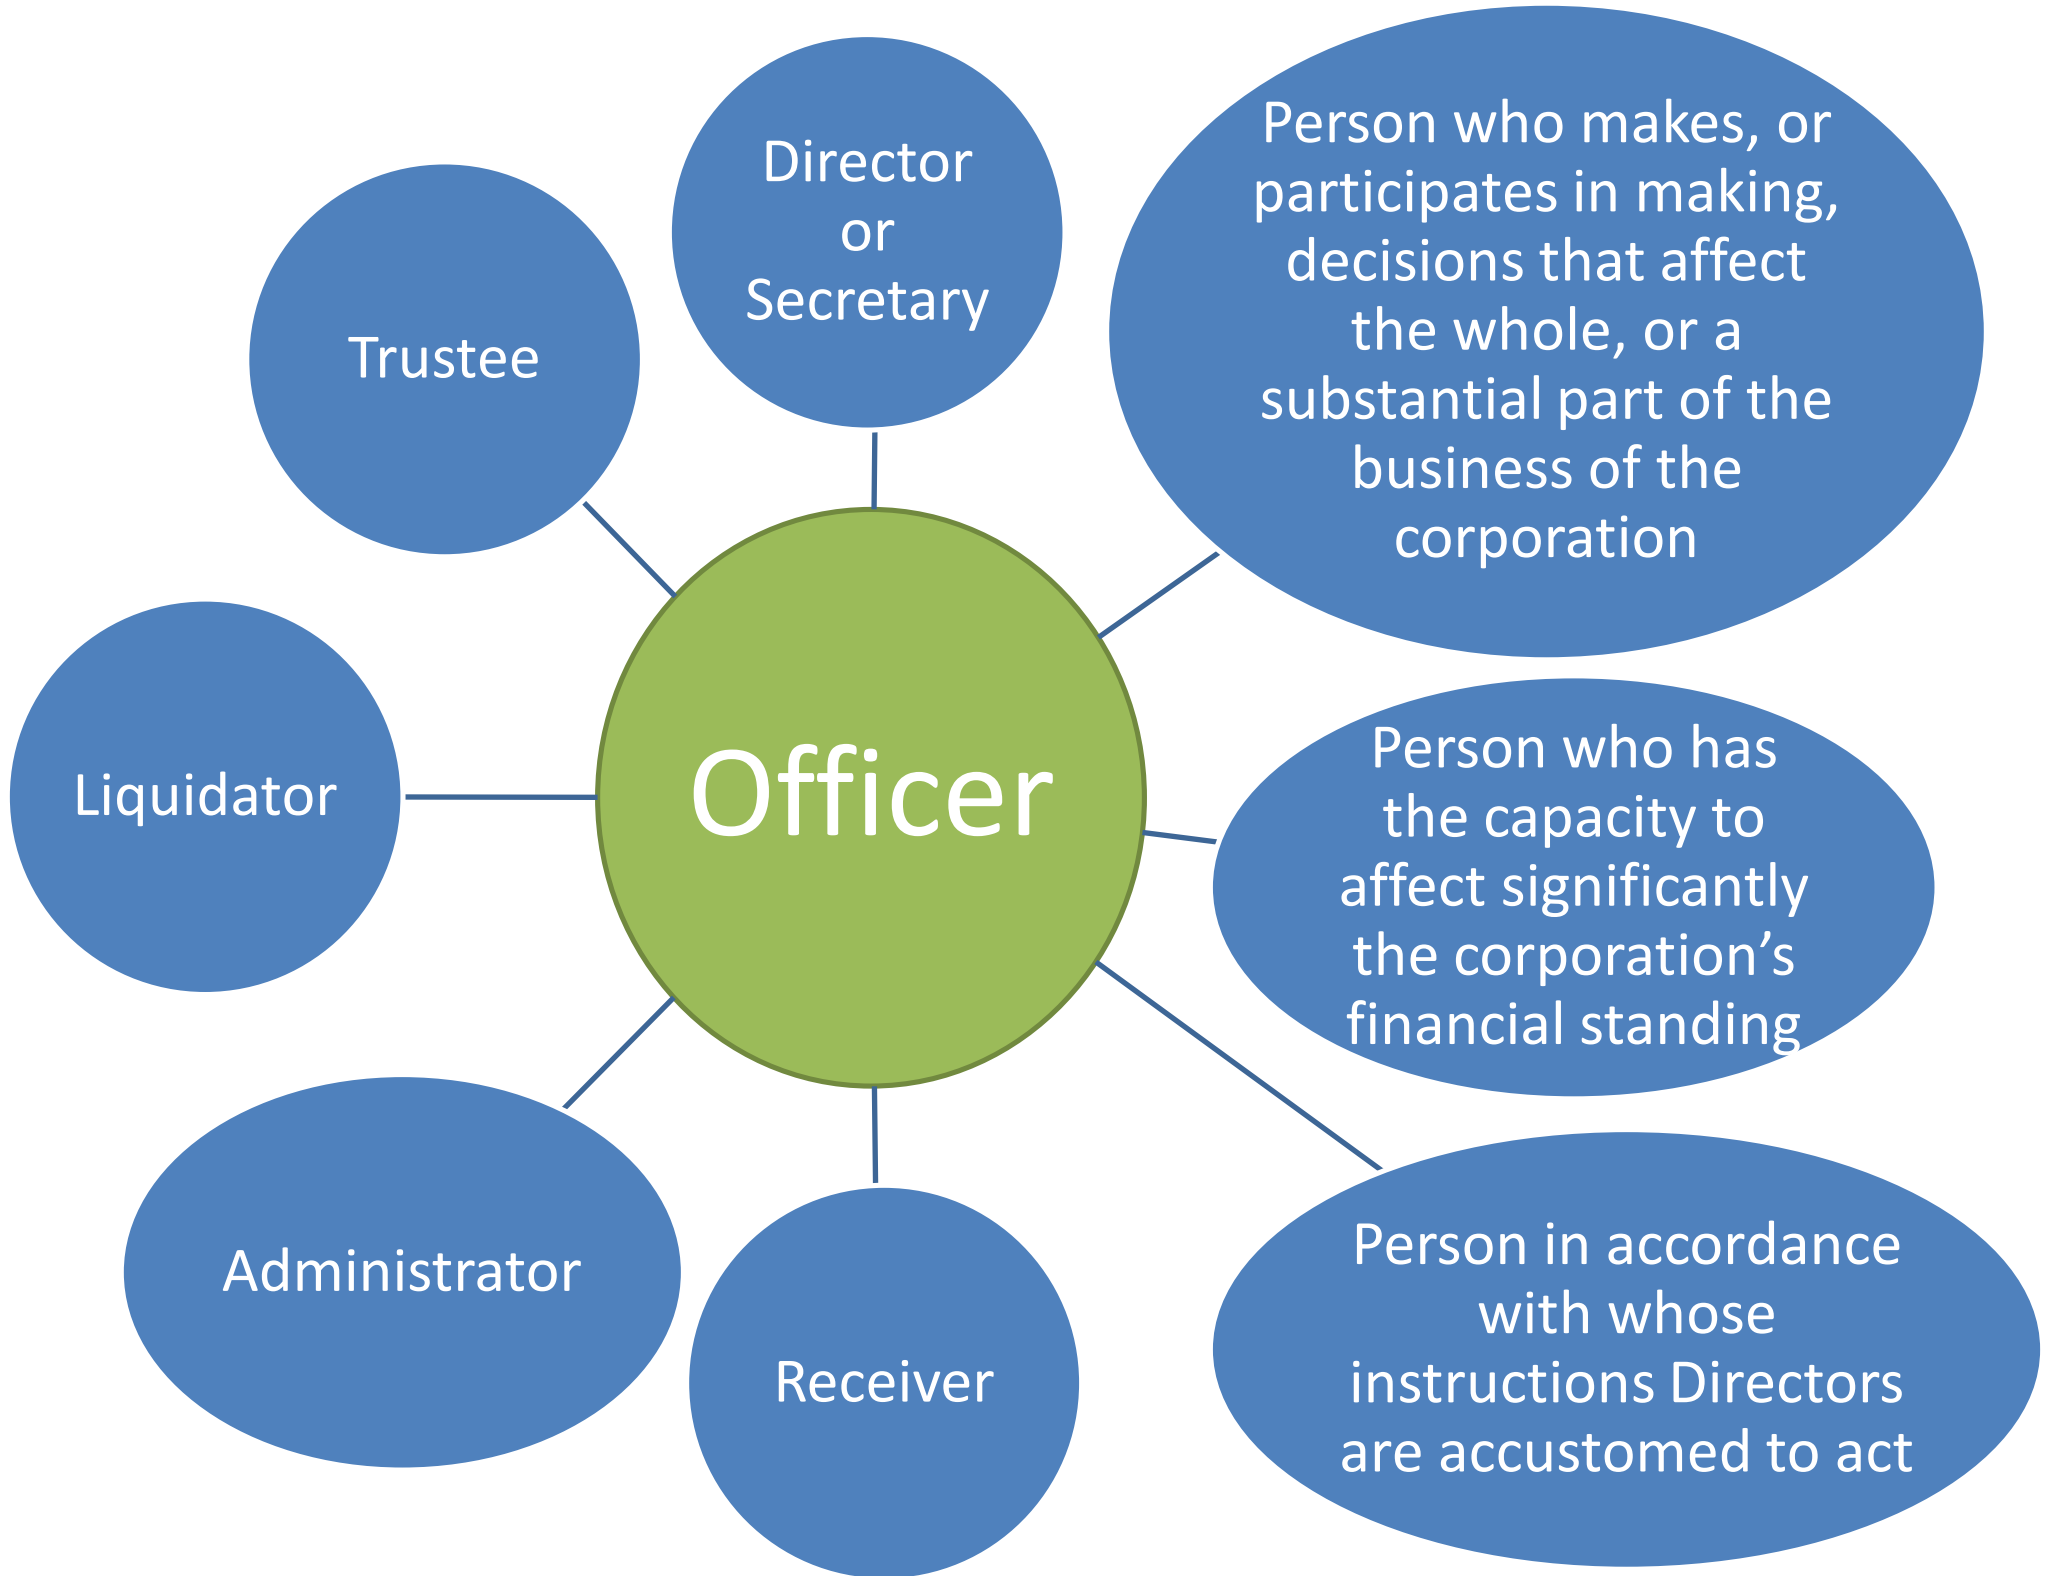 Director
or
Secretary
Person who makes, or
participates in making,
decisions that affect
the whole, or a
substantial part of the
business of the
corporation
Person who has
the capacity to
affect significantly
the corporation’s
financial standing
Person in accordance
with whose
instructions Directors
are accustomed to act
Receiver
Administrator
Liquidator
Trustee
Officer